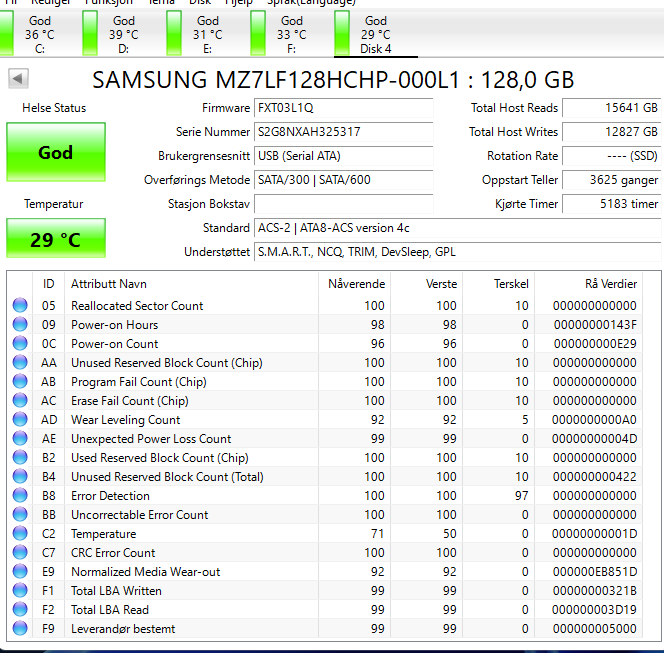 Fil Rediger Funksjon Tema Disk Hjelp Språk(Language)
God God God God God
36 °C 39 °C 31 °C 33 °C 29 °C
C: D: E: F: Disk 4
SAMSUNG MZ7LF128HCHP-000L1 : 128,0 GB
Helse Status
God
Temperatur
29 °C
Firmware FXT03L1Q Total Host Reads 15641 GB
Serie Nummer S2G8NXAH325317 Total Host Writes 12827 GB
Brukergrensesnitt USB (Serial ATA) Rotation Rate ---- (SSD)
Overførings Metode SATA/300 | SATA/600 Oppstart Teller 3625 ganger
Stasjon Bokstav Kjørte Timer 5183 timer
Standard ACS-2 | ATA8-ACS version 4c
Understøttet S.M.A.R.T., NCQ, TRIM, DevSleep, GPL
ID Attributt Navn Nåverende Verste Terskel Rå Verdier
05 Reallocated Sector Count 100 100 10 000000000000
09 Power-on Hours 98 98 0 00000000143F
0C Power-on Count 96 96 0 000000000E29
AA Unused Reserved Block Count (Chip) 100 100 10 000000000000
AB Program Fail Count (Chip) 100 100 10 000000000000
AC Erase Fail Count (Chip) 100 100 10 000000000000
AD Wear Leveling Count 92 92 5 0000000000A0
AE Unexpected Power Loss Count 99 99 0 00000000004D
B2 Used Reserved Block Count (Chip) 100 100 10 000000000000
B4 Unused Reserved Block Count (Total) 100 100 10 000000000422
B8 Error Detection 100 100 97 000000000000
BB Uncorrectable Error Count 100 100 0 000000000000
C2 Temperature 71 50 0 00000000001D
C7 CRC Error Count 100 100 0 000000000000
E9 Normalized Media Wear-out 92 92 0 000000EB851D
F1 Total LBA Written 99 99 0 00000000321B
F2 Total LBA Read 99 99 0 000000003D19
F9 Leverandør bestemt 99 99 0 000000005000